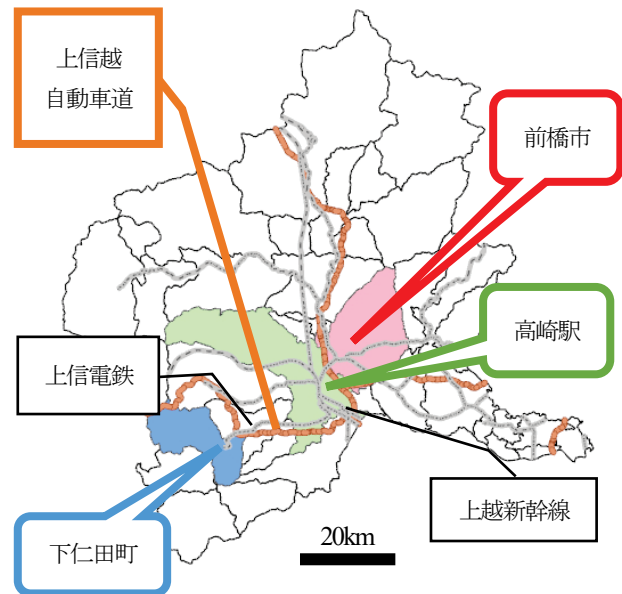 上信越
自動車道
前橋市
高崎駅
上信電鉄
上越新幹線
下仁田町
20km